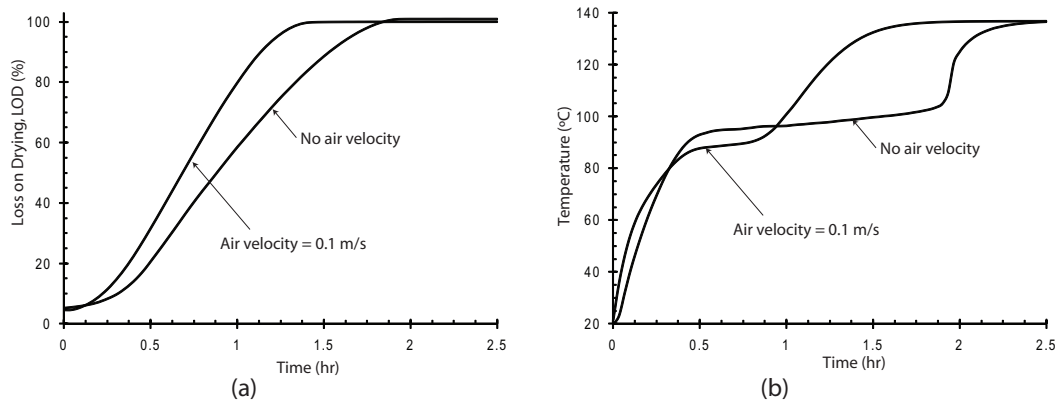 Loss on Drying, LOD (%)
100
80
60
40
20
0
No air velocity
Air velocity = 0.1 m/s
0 0.5 1 1.5 2 2.5
Time (hr)
(a)
Temperature (ºC)
140
120
100
80
60
40
20
No air velocity
Air velocity = 0.1 m/s
0 0.5 1 1.5 2 2.5
Time (hr)
(b)